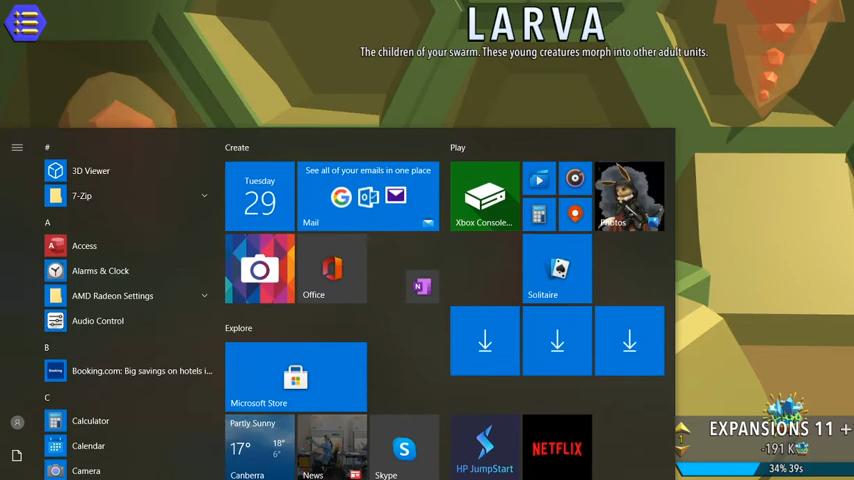 LARVA
The children of your swarm. These young creatures morph into other adult units.
#
3D Viewer
7-Zip
A
Access
Alarms & Clock
AMD Radeon Settings
Audio Control
B
Booking.com: Big savings on hotels i...
C
Calculator
Calendar
Camera
Create
Tuesday
29
See all of your emails in one place
Mail
Office
Explore
Microsoft Store
Partly Sunny
17°
18°
6°
Canberra
News
Skype
Play
Xbox Console...
Photos
Solitaire
HP JumpStart
NETFLIX
1
EXPANSIONS 11 +
-191 K
34% 39s